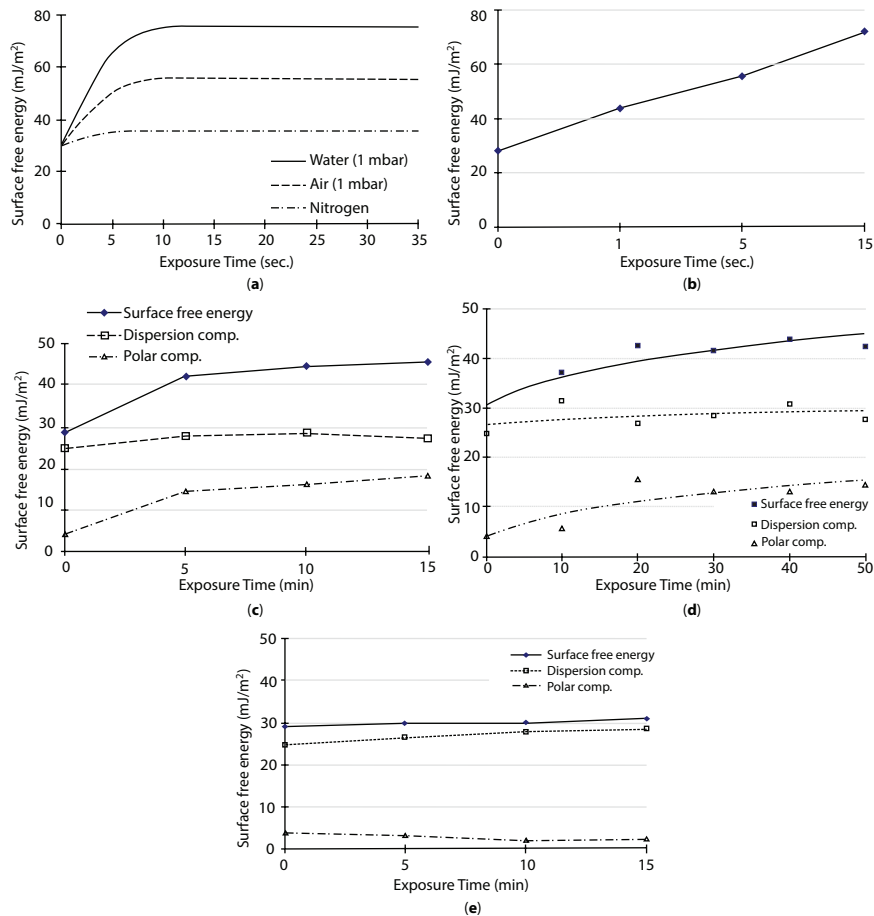 80
60
40
20
0
Surface free energy (mJ/m²)
Water (1 mbar)
Air (1 mbar)
Nitrogen
0 5 10 15 20 25 30 35
Exposure Time (sec.)
(a)
80
60
40
20
0
Surface free energy (mJ/m²)
0 1 5 15
Exposure Time (sec.)
(b)
Surface free energy
Dispersion comp.
Polar comp.
50
40
30
20
10
0
Surface free energy (mJ/m²)
0 5 10 15
Exposure Time (min)
(c)
50
40
30
20
10
0
Surface free energy (mJ/m²)
Surface free energy
Dispersion comp.
Polar comp.
0 10 20 30 40 50
Exposure Time (min)
(d)
50
40
30
20
10
0
Surface free energy (mJ/m²)
Surface free energy
Dispersion comp.
Polar comp.
0 5 10 15
Exposure Time (min)
(e)